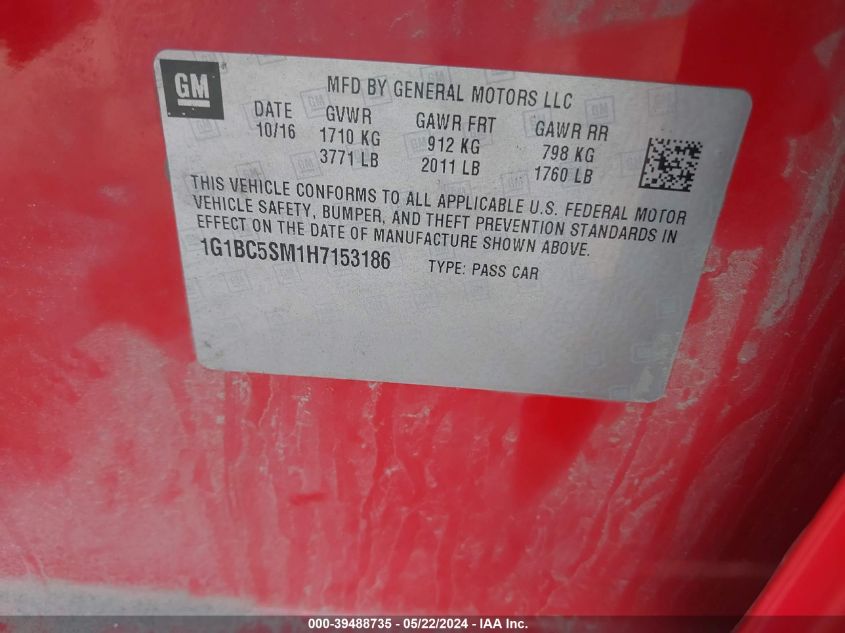 GM
MFD BY GENERAL MOTORS LLC
DATE GVWR GAWR FRT GAWR RR
10/16 1710 KG 912 KG 798 KG
3771 LB 2011 LB 1760 LB
THIS VEHICLE CONFORMS TO ALL APPLICABLE U.S. FEDERAL MOTOR
VEHICLE SAFETY, BUMPER, AND THEFT PREVENTION STANDARDS IN
EFFECT ON THE DATE OF MANUFACTURE SHOWN ABOVE.
1G1BC5SM1H7153186 TYPE: PASS CAR
000-39488735 - 05/22/2024 - IAA Inc.